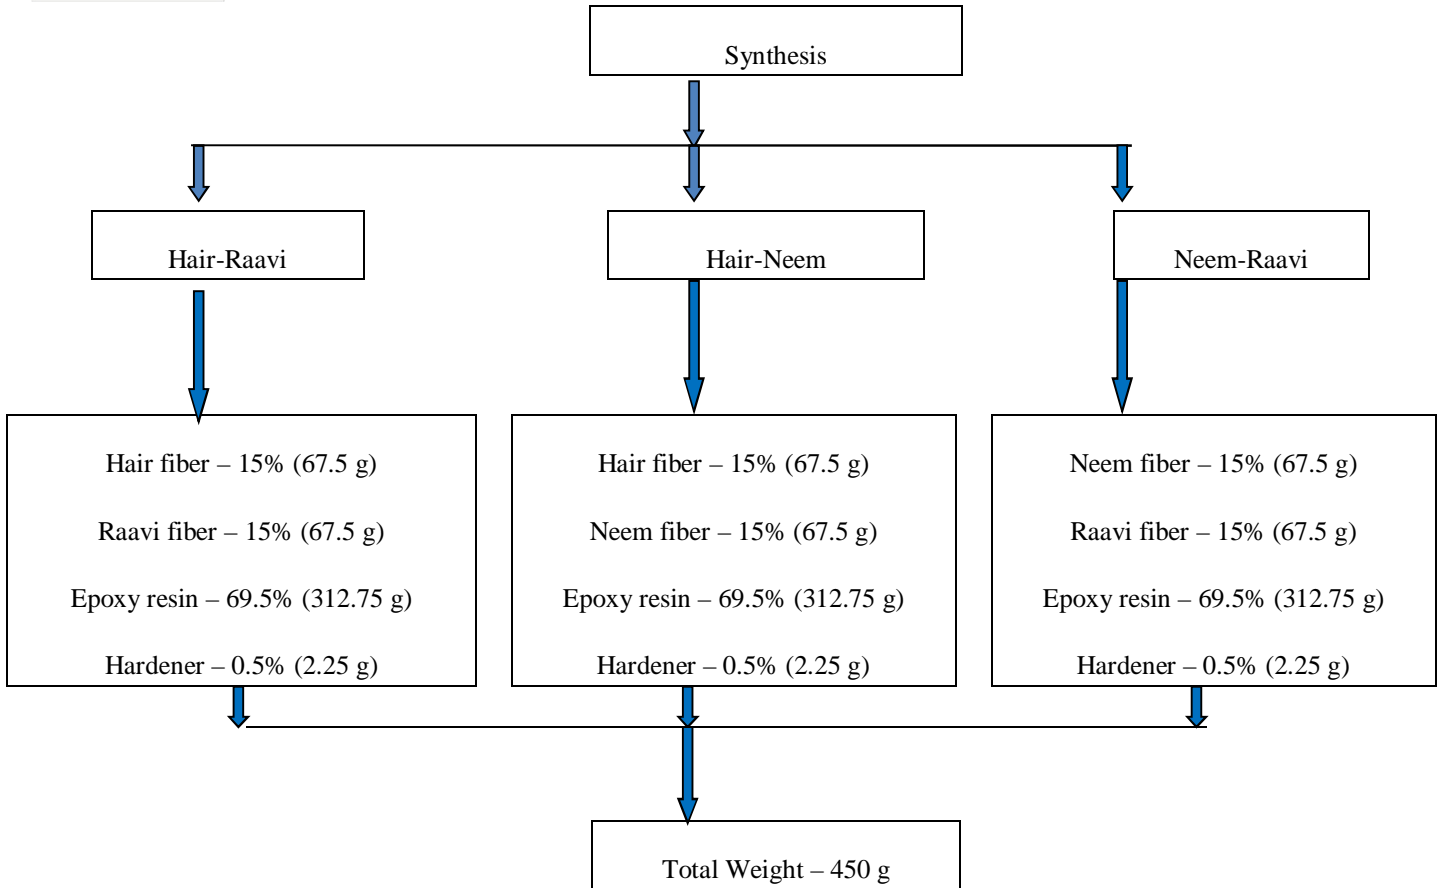 Synthesis
Hair-Raavi
Hair-Neem
Neem-Raavi
Hair fiber – 15% (67.5 g)
Raavi fiber – 15% (67.5 g)
Epoxy resin – 69.5% (312.75 g)
Hardener – 0.5% (2.25 g)
Hair fiber – 15% (67.5 g)
Neem fiber – 15% (67.5 g)
Epoxy resin – 69.5% (312.75 g)
Hardener – 0.5% (2.25 g)
Neem fiber – 15% (67.5 g)
Raavi fiber – 15% (67.5 g)
Epoxy resin – 69.5% (312.75 g)
Hardener – 0.5% (2.25 g)
Total Weight – 450 g